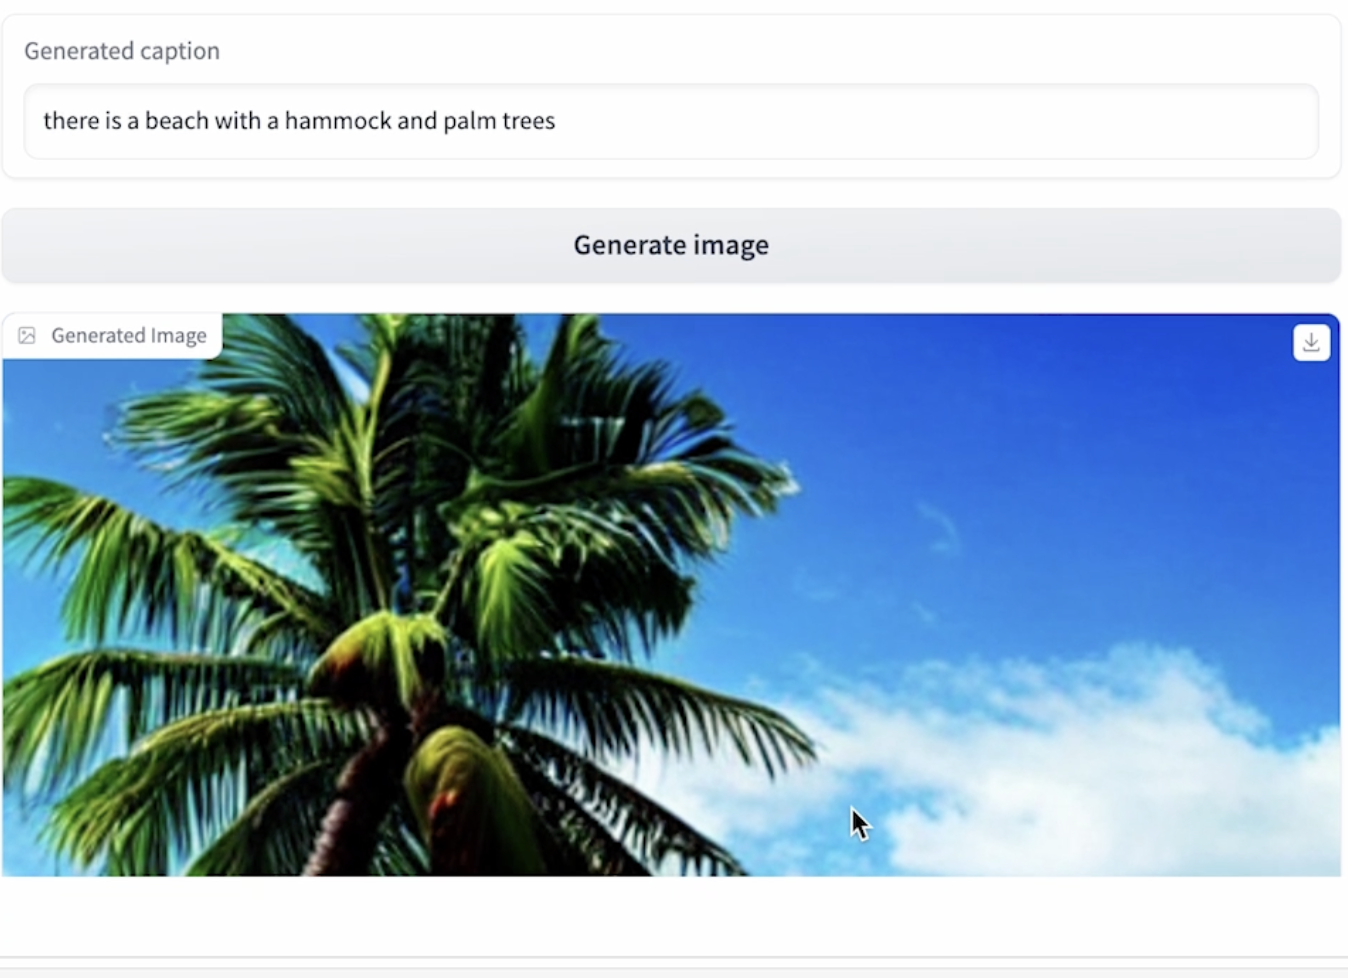 Generated caption
there is a beach with a hammock and palm trees
Generate image
Generated Image